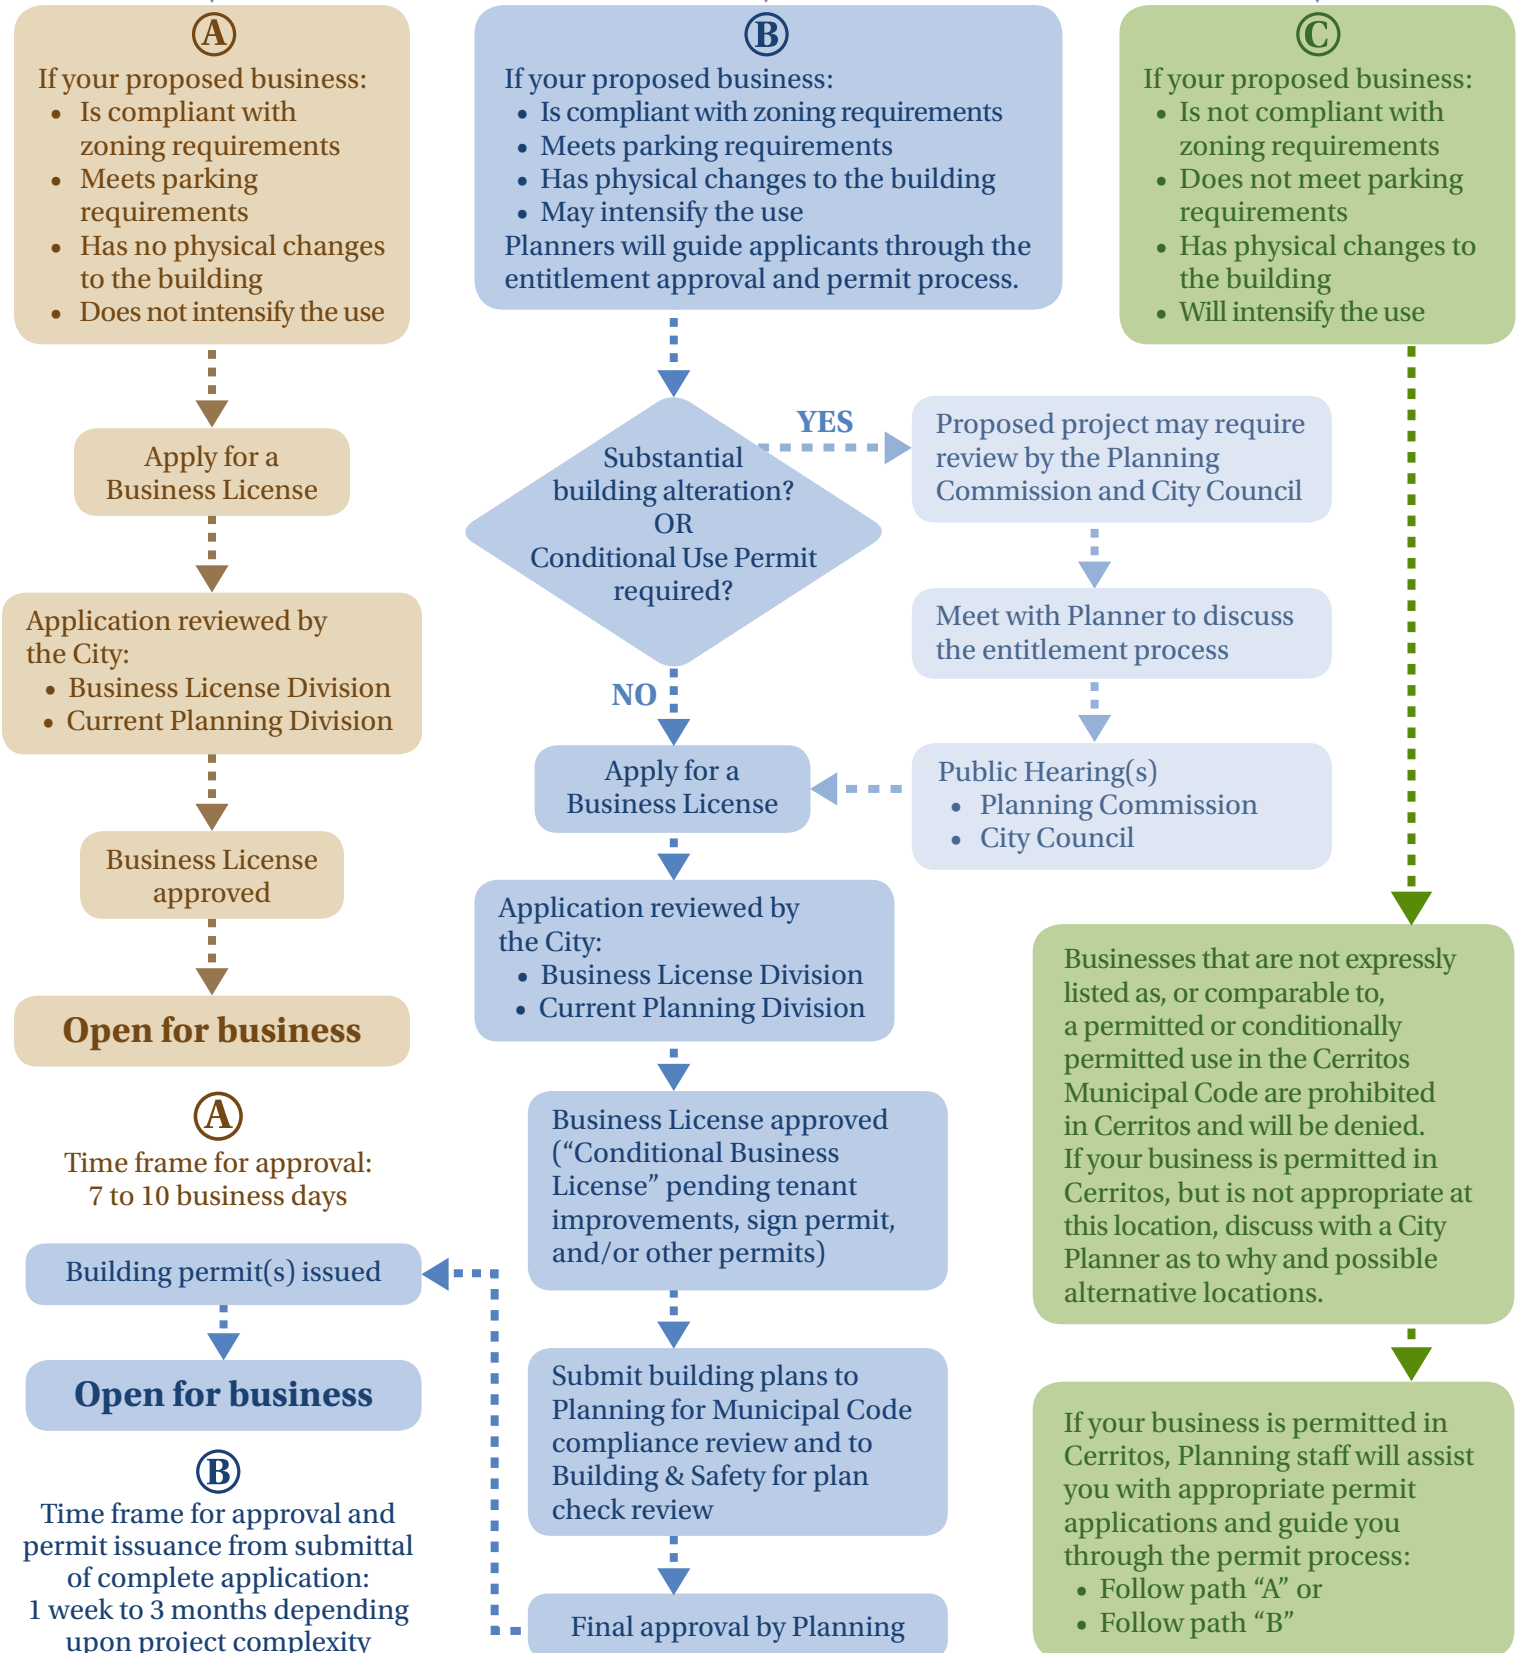 A
If your proposed business:
• Is compliant with
zoning requirements
• Meets parking
requirements
• Has no physical changes
to the building
• Does not intensify the use
Apply for a
Business License
Application reviewed by
the City:
• Business License Division
• Current Planning Division
Business License
approved
Open for business
A
Time frame for approval:
7 to 10 business days
B
If your proposed business:
• Is compliant with zoning requirements
• Meets parking requirements
• Has physical changes to the building
• May intensify the use
Planners will guide applicants through the
entitlement approval and permit process.
Substantial
building alteration?
OR
Conditional Use Permit
required?
YES
Proposed project may require
review by the Planning
Commission and City Council
Meet with Planner to discuss
the entitlement process
Public Hearing(s)
• Planning Commission
• City Council
NO
Apply for a
Business License
Application reviewed by
the City:
• Business License Division
• Current Planning Division
Business License approved
(“Conditional Business
License” pending tenant
improvements, sign permit,
and/or other permits)
Submit building plans to
Planning for Municipal Code
compliance review and to
Building & Safety for plan
check review
Final approval by Planning
Building permit(s) issued
Open for business
B
Time frame for approval and
permit issuance from submittal
of complete application:
1 week to 3 months depending
upon project complexity
C
If your proposed business:
• Is not compliant with
zoning requirements
• Does not meet parking
requirements
• Has physical changes to
the building
• Will intensify the use
Businesses that are not expressly
listed as, or comparable to,
a permitted or conditionally
permitted use in the Cerritos
Municipal Code are prohibited
in Cerritos and will be denied.
If your business is permitted in
Cerritos, but is not appropriate at
this location, discuss with a City
Planner as to why and possible
alternative locations.
If your business is permitted in
Cerritos, Planning staff will assist
you with appropriate permit
applications and guide you
through the permit process:
• Follow path “A” or
• Follow path “B”